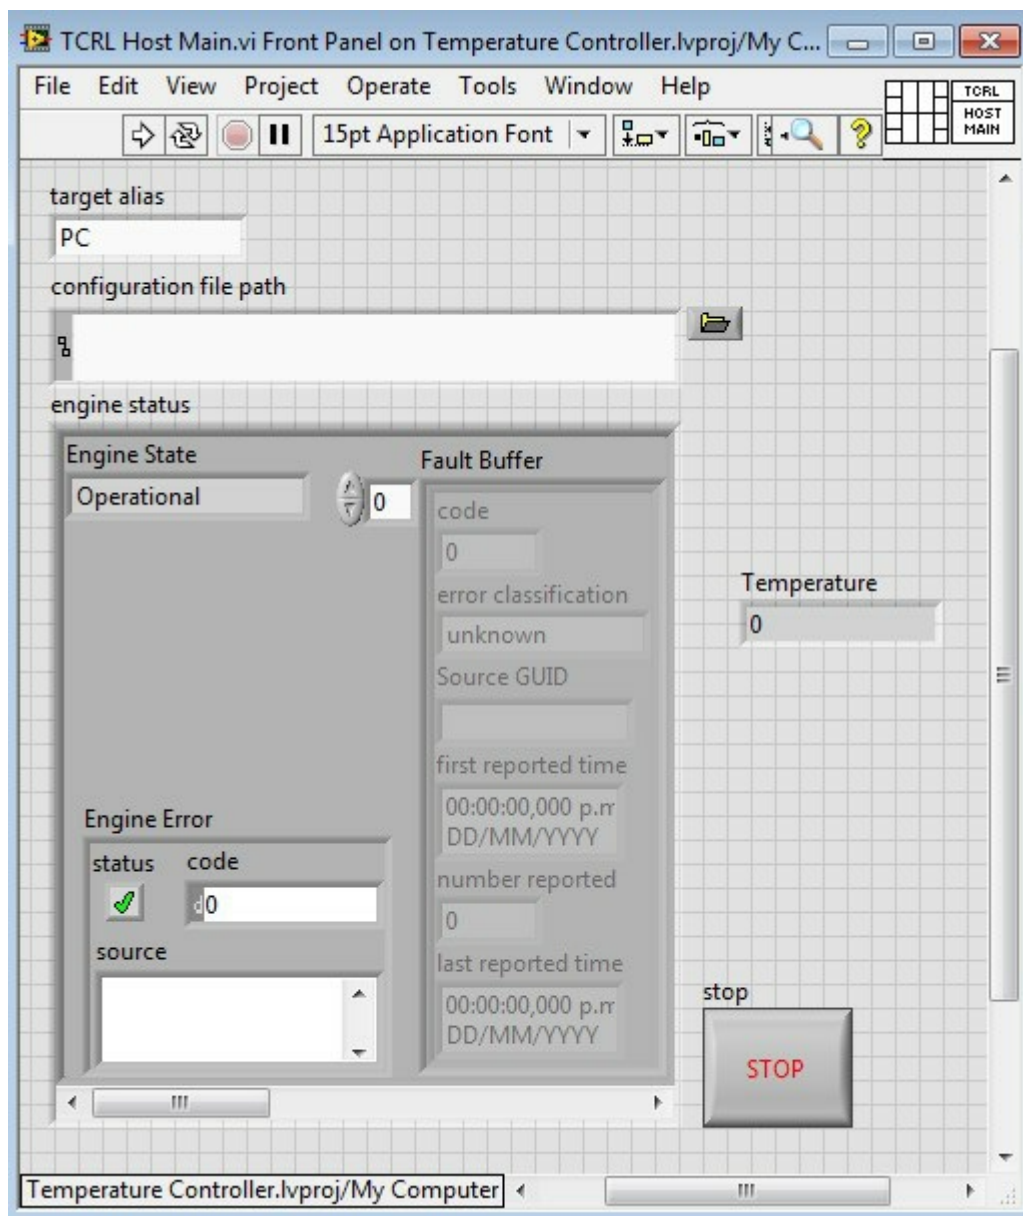 TCRL Host Main.vi Front Panel on Temperature Controller.lvproj/My C...
File Edit View Project Operate Tools Window Help
TCRL
HOST
MAIN
15pt Application Font
target alias
PC
configuration file path
engine status
Engine State
Operational
0
Fault Buffer
code
0
error classification
unknown
Source GUID
first reported time
00:00:00,000 p.m
DD/MM/YYYY
number reported
0
last reported time
00:00:00,000 p.m
DD/MM/YYYY
Engine Error
status code
d0
source
Temperature
0
stop
STOP
Temperature Controller.lvproj/My Computer